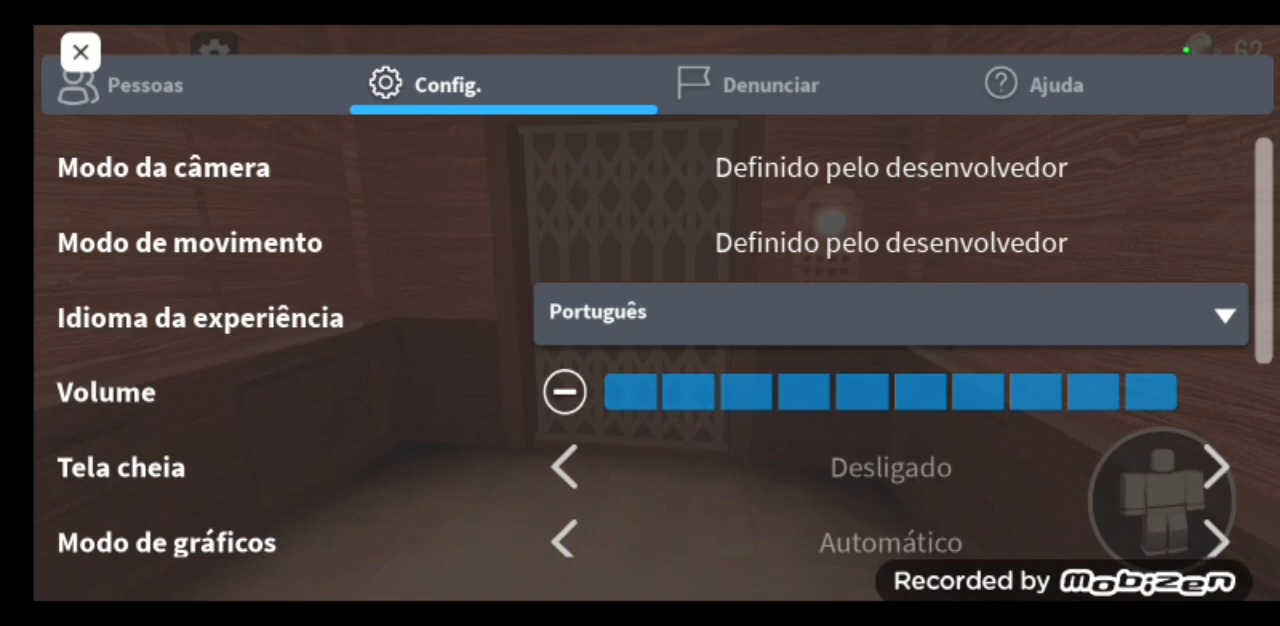 62
Pessoas
Config.
Denunciar
Ajuda
Modo da câmera
Definido pelo desenvolvedor
Modo de movimento
Definido pelo desenvolvedor
Idioma da experiência
Português
Volume
Tela cheia
Desligado
Modo de gráficos
Automático
Recorded by Mobizen